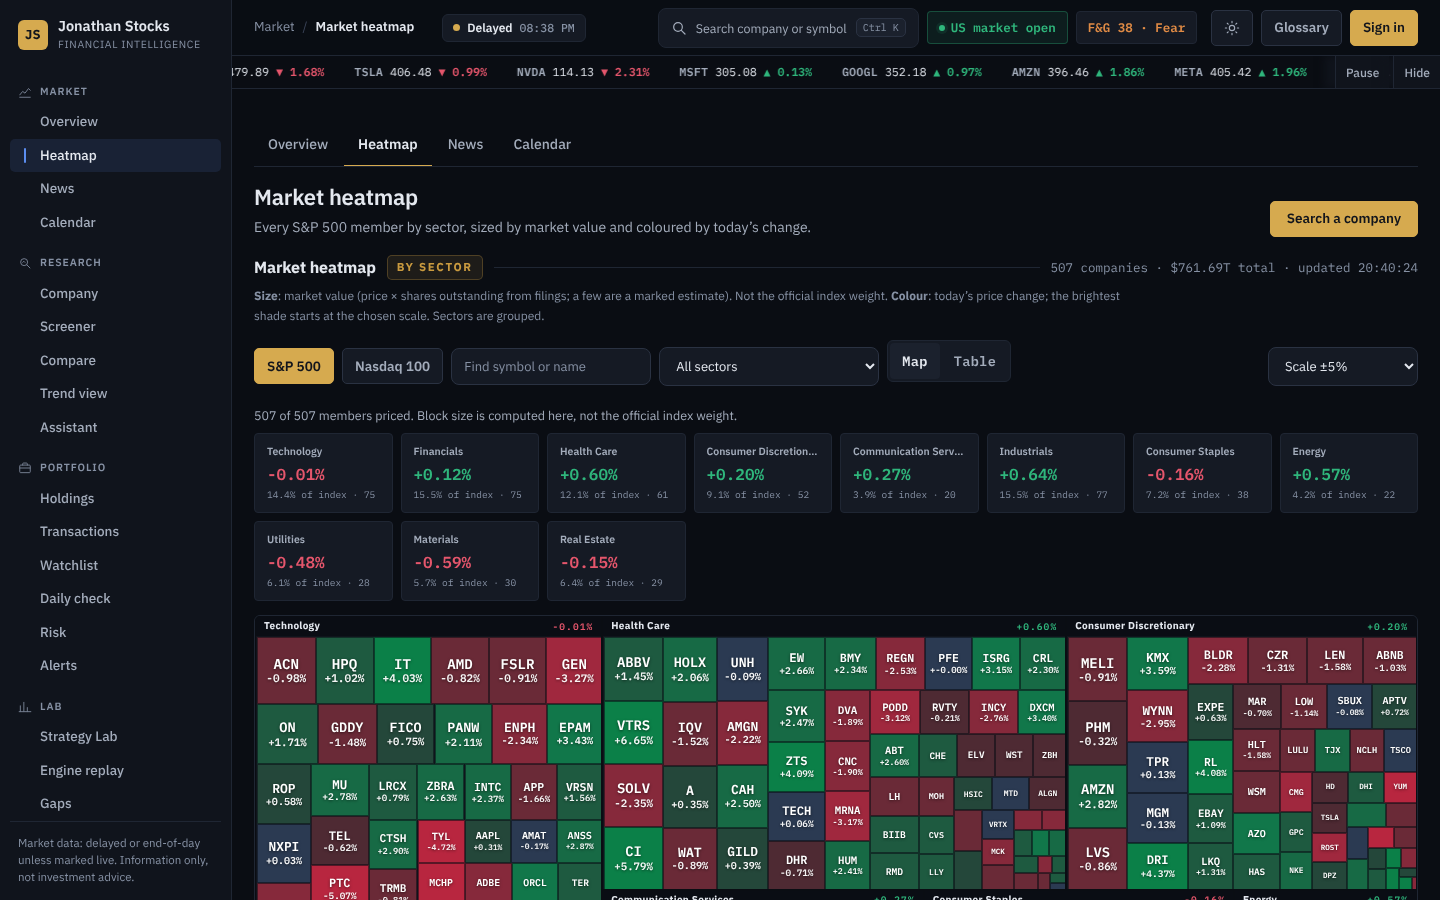 JS
Jonathan Stocks
FINANCIAL INTELLIGENCE
MARKET
Overview
Heatmap
News
Calendar
RESEARCH
Company
Screener
Compare
Trend view
Assistant
PORTFOLIO
Holdings
Transactions
Watchlist
Daily check
Risk
Alerts
LAB
Strategy Lab
Engine replay
Gaps
Market data: delayed or end-of-day
unless marked live. Information only,
not investment advice.
Market / Market heatmap
Delayed 08:38 PM
Search company or symbol Ctrl K
US market open
F&G 38 · Fear
Glossary
Sign in
379.89 ▼ 1.68% TSLA 406.48 ▼ 0.99% NVDA 114.13 ▼ 2.31% MSFT 305.08 ▲ 0.13% GOOGL 352.18 ▲ 0.97% AMZN 396.46 ▲ 1.86% META 405.42 ▲ 1.96%
Pause Hide
Overview Heatmap News Calendar
Market heatmap
Every S&P 500 member by sector, sized by market value and coloured by today's change.
Search a company
Market heatmap BY SECTOR 507 companies · $761.69T total · updated 20:40:24
Size: market value (price × shares outstanding from filings; a few are a marked estimate). Not the official index weight. Colour: today's price change; the brightest
shade starts at the chosen scale. Sectors are grouped.
S&P 500 Nasdaq 100 Find symbol or name All sectors Map Table Scale ±5%
507 of 507 members priced. Block size is computed here, not the official index weight.
Technology
-0.01%
14.4% of index · 75
Financials
+0.12%
15.5% of index · 75
Health Care
+0.60%
12.1% of index · 61
Consumer Discretion...
+0.20%
9.1% of index · 52
Communication Serv...
+0.27%
3.9% of index · 20
Industrials
+0.64%
15.5% of index · 77
Consumer Staples
-0.16%
7.2% of index · 38
Energy
+0.57%
4.2% of index · 22
Utilities
-0.48%
6.1% of index · 28
Materials
-0.59%
5.7% of index · 30
Real Estate
-0.15%
6.4% of index · 29
Technology -0.01%
ACN -0.98%
HPQ +1.02%
IT +4.03%
AMD -0.82%
FSLR -0.91%
GEN -3.27%
ON +1.71%
GDDY -1.48%
FICO +0.75%
PANW +2.11%
ENPH -2.34%
EPAM +3.43%
ROP +0.58%
MU +2.78%
LRCX +0.79%
ZBRA +2.63%
INTC +2.37%
APP -1.66%
VRSN +1.56%
NXPI +0.03%
TEL -0.62%
CTSH +2.90%
TYL -4.72%
AAPL +0.31%
AMAT -0.17%
ANSS +2.87%
PTC -5.07%
TRMB
MCHP
ADBE
ORCL
TER
Health Care +0.60%
ABBV +1.45%
HOLX +2.06%
UNH -0.09%
EW +2.66%
BMY +2.34%
REGN -2.53%
PFE +-0.00%
ISRG +3.15%
CRL +2.30%
VTRS +6.65%
IQV -1.52%
AMGN -2.22%
SYK +2.47%
DVA -1.89%
PODD -3.12%
RVTY -0.21%
INCY -2.76%
DXCM +3.40%
SOLV -2.35%
A +0.35%
CAH +2.50%
ZTS +4.09%
CNC -1.90%
ABT +2.60%
CHE
ELV
WST
ZBH
TECH +0.06%
MRNA -3.17%
LH
MOH
HSIC
MTD
ALGN
CI +5.79%
WAT -0.89%
GILD +0.39%
DHR -0.71%
HUM +2.41%
BIIB
CVS
VRTX
RMD
LLY
MCK
Consumer Discretionary +0.20%
MELI -0.91%
KMX +3.59%
BLDR -2.28%
CZR -1.31%
LEN -1.58%
ABNB -1.03%
PHM -0.32%
WYNN -2.95%
EXPE +0.63%
MAR -0.70%
LOW -1.14%
SBUX -0.08%
APTV +0.72%
AMZN +2.82%
TPR +0.13%
RL +4.08%
HLT -1.58%
LULU
TJX
NCLH
TSCO
MGM -0.13%
EBAY +1.09%
WSM
CMG
HD
DHI
YUM
LVS -0.86%
DRI +4.37%
LKQ +1.31%
AZO
GPC
TSLA
ROST
HAS
NKE
DPZ
Communication Services +0.27%
Consumer Staples -0.16%
Energy +0.57%